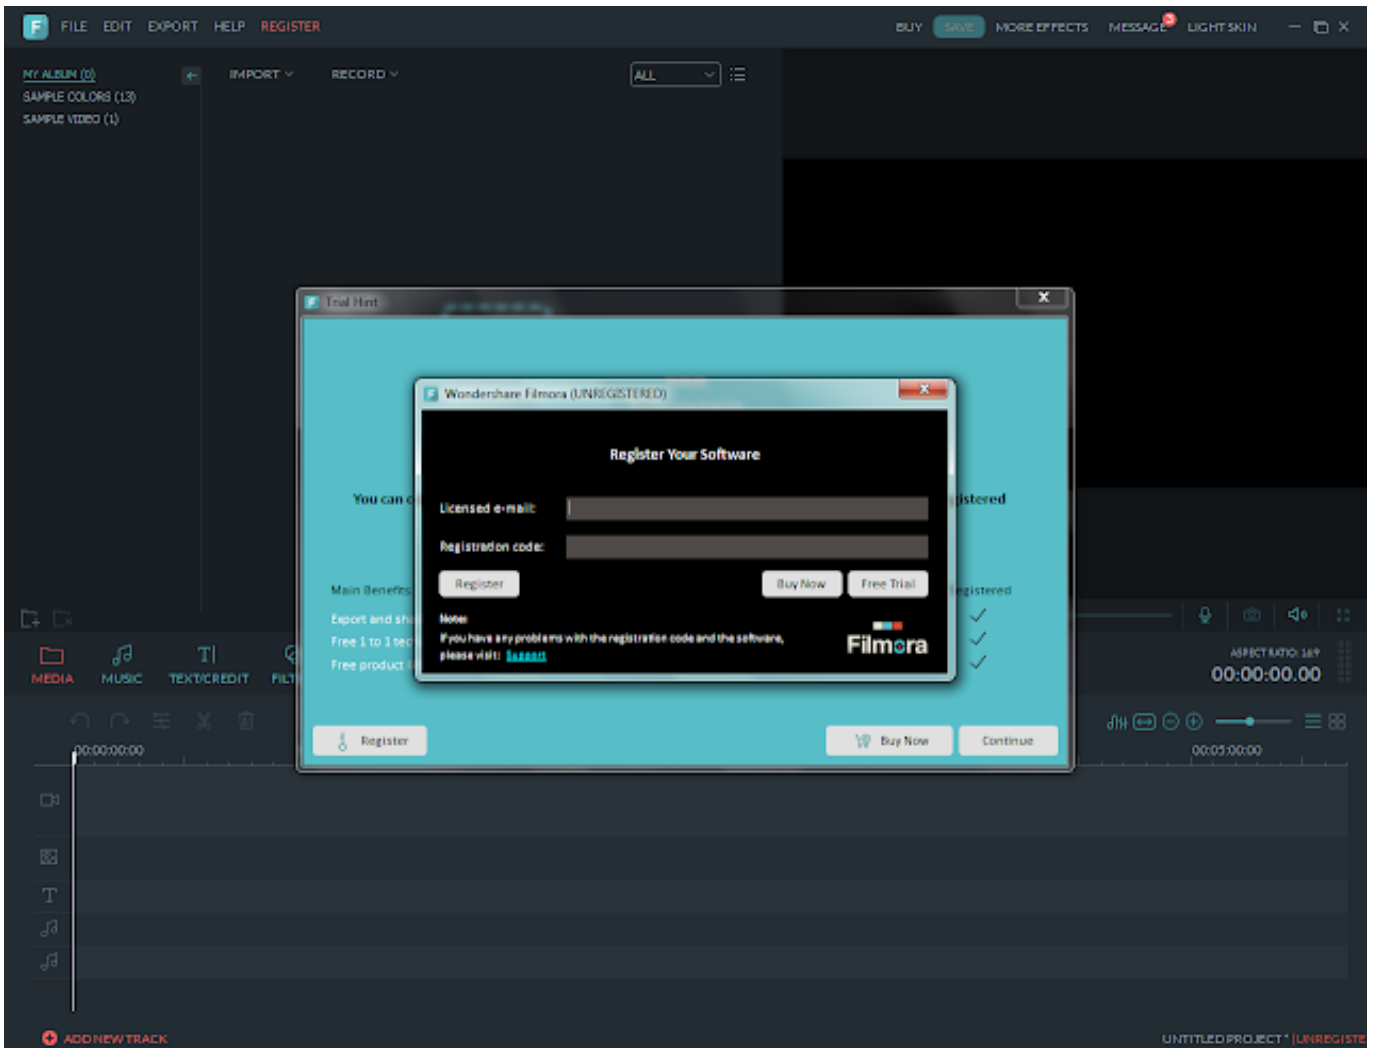 FILE EDIT EXPORT HELP REGISTER
BUY SAVE MORE EFFECTS MESSAGE 3 LIGHT SKIN
MY ALBUM (0)
IMPORT RECORD ALL
SAMPLE COLORS (13)
SAMPLE VIDEO (1)
Trial Hint
Wondershare Filmora (UNREGISTERED)
Register Your Software
You can
gistered
Licensed e-mail:
Registration code:
Register Buy Now Free Trial
Main Benefits
egistered
Export and sh
Note:
Free 1 to 1
If you have any problems with the registration code and the software,
please visit: Support
Filmora
Free product
MEDIA MUSIC TEXT/CREDIT FILT
ASPECT RATIO: 16:9
00:00:00.00
Register Buy Now Continue
00:00:00:00
00:05:00:00
ADD NEW TRACK
UNTITLED PROJECT * (UNREGISTE